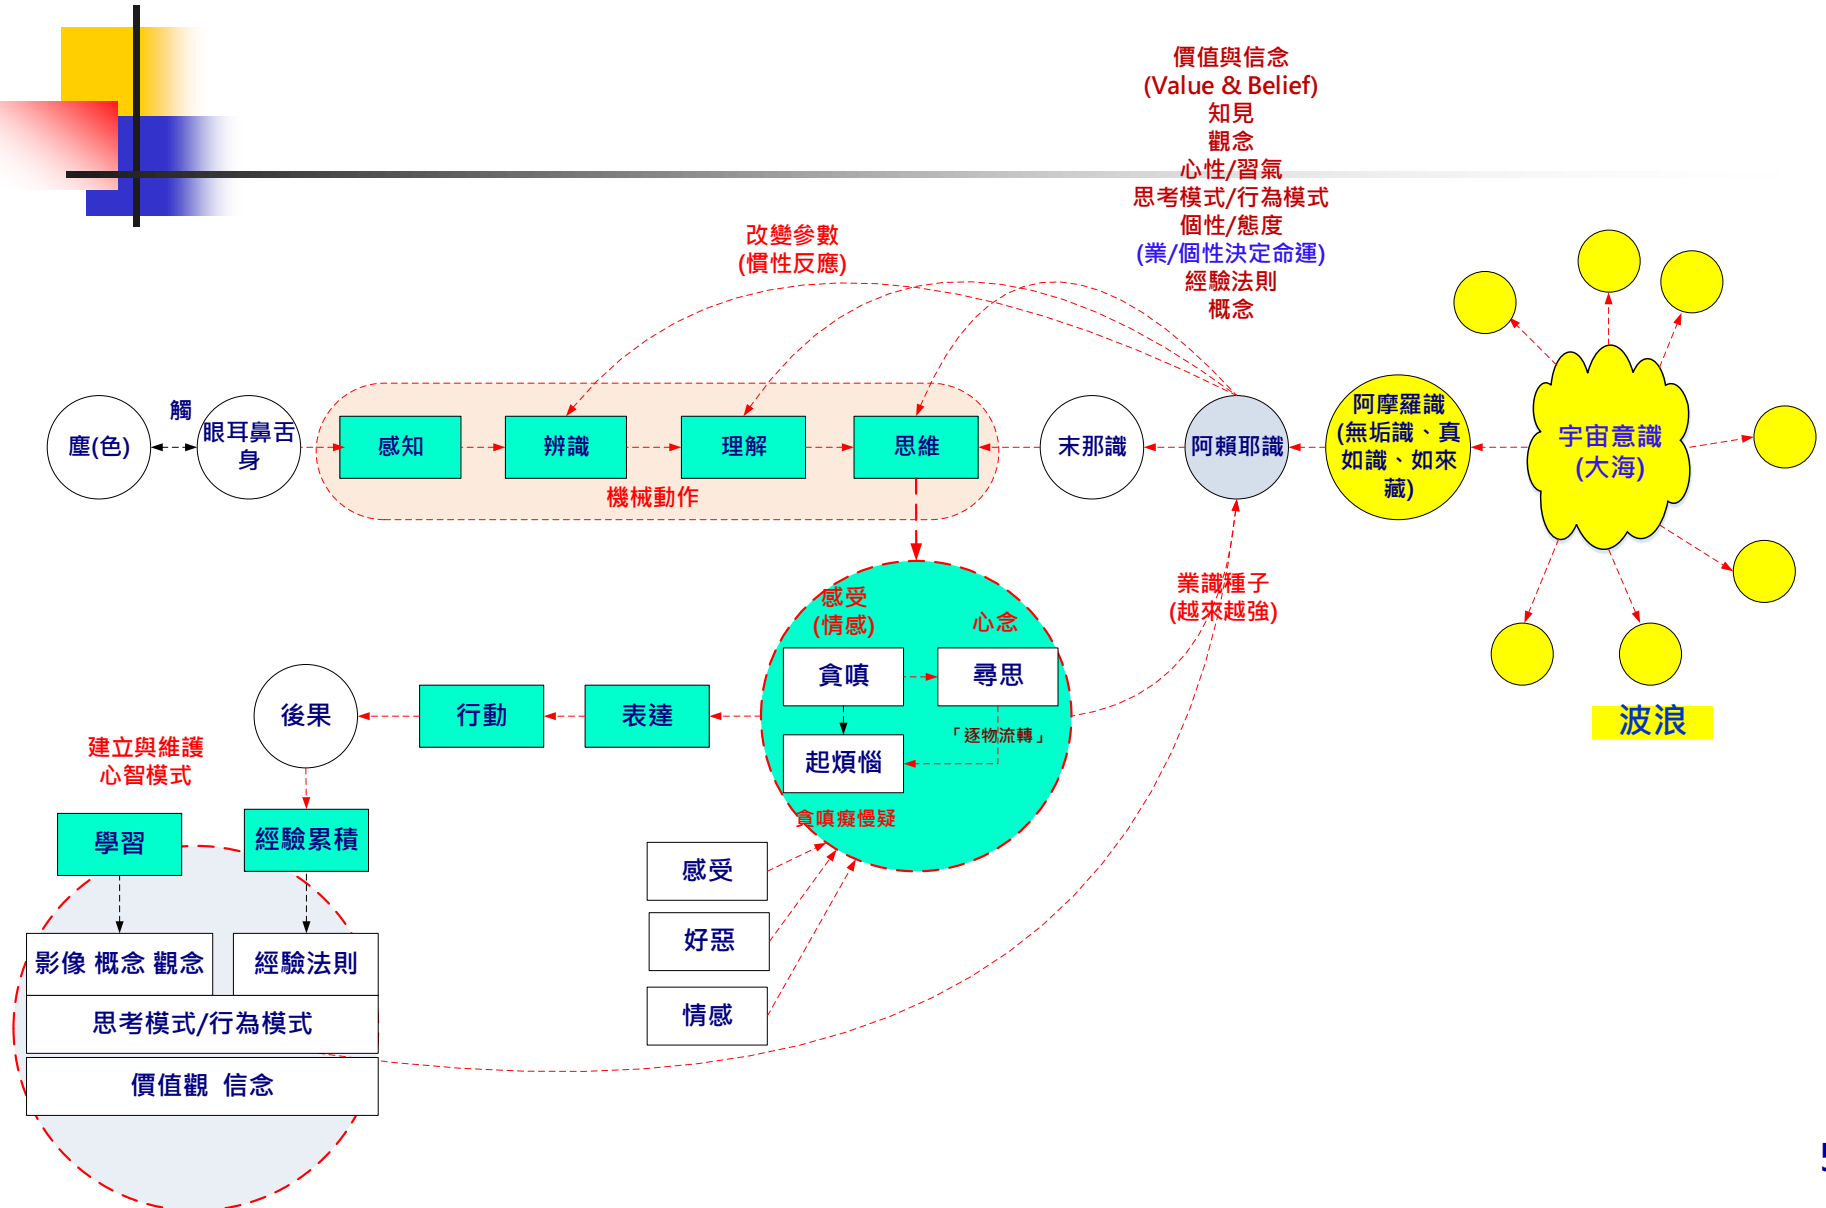 價值與信念
(Value & Belief)
知見
觀念
心性/習氣
思考模式/行為模式
個性/態度
(業/個性決定命運)
經驗法則
概念
改變參數
(慣性反應)
塵(色)
觸
眼耳鼻舌
身
感知
辨識
理解
思維
機械動作
末那識
阿賴耶識
阿摩羅識
(無垢識、真
如識、如來
藏)
宇宙意識
(大海)
波浪
業識種子
(越來越強)
感受
(情感)
心念
貪嗔
尋思
「逐物流轉」
起煩惱
貪嗔癡慢疑
表達
行動
後果
建立與維護
心智模式
學習
經驗累積
影像 概念 觀念
經驗法則
思考模式/行為模式
價值觀 信念
感受
好惡
情感